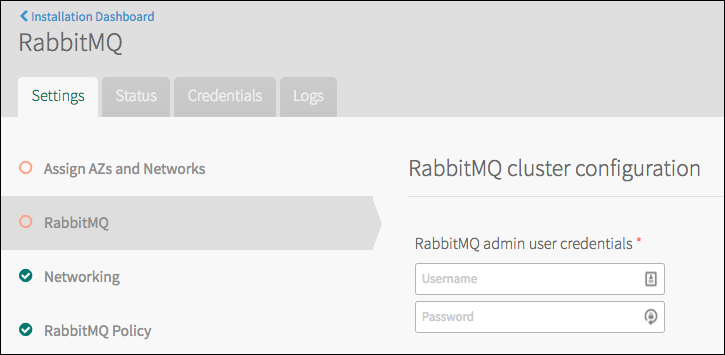 Installation Dashboard
RabbitMQ
Settings Status Credentials Logs
Assign AZs and Networks
RabbitMQ
Networking
RabbitMQ Policy
RabbitMQ cluster configuration
RabbitMQ admin user credentials *
Username
Password